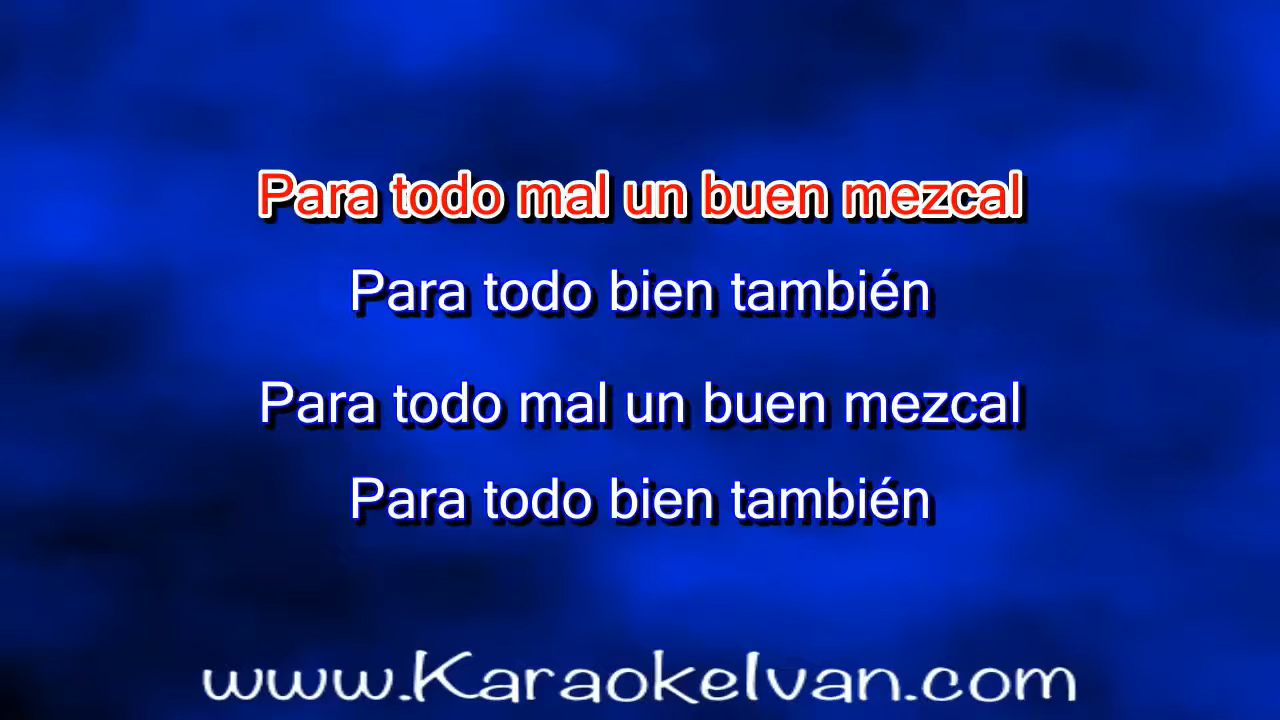 Para todo mal un buen mezcal
Para todo bien también
Para todo mal un buen mezcal
Para todo bien también
www.KaraokeIvan.com